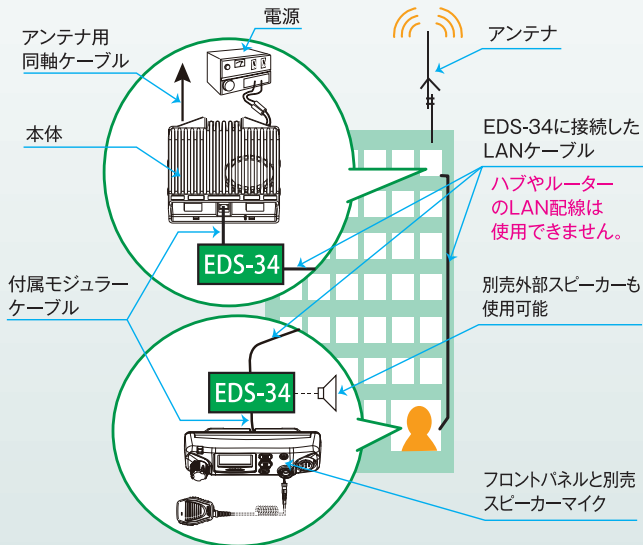 電源
アンテナ用
同軸ケーブル
アンテナ
本体
EDS-34に接続した
LANケーブル
ハブやルーター
のLAN配線は
使用できません。
EDS-34
付属モジュラー
ケーブル
別売外部スピーカーも
使用可能
EDS-34
フロントパネルと別売
スピーカーマイク